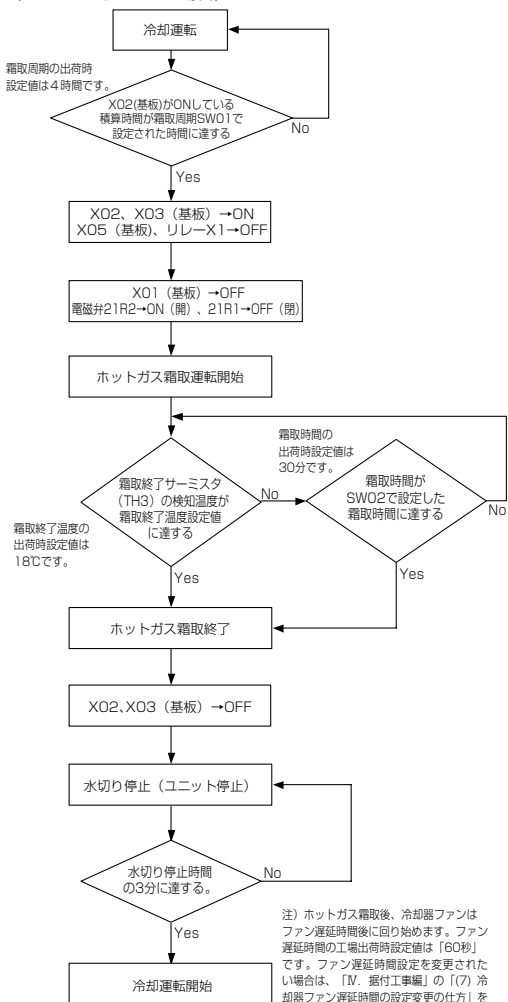 冷却運転
霜取周期の出荷時
設定値は4時間です。
X02(基板)がONしている
積算時間が霜取周期SW01で
設定された時間に達する
No
Yes
X02、X03（基板）→ON
X05（基板）、リレーX1→OFF
X01（基板）→OFF
電磁弁21R2→ON（開）、21R1→OFF（閉）
ホットガス霜取運転開始
霜取時間の
出荷時設定値は
30分です。
霜取終了サーミスタ
（TH3）の検知温度が
霜取終了温度設定値
に達する
No
霜取時間が
SW02で設定した
霜取時間に達する
No
霜取終了温度の
出荷時設定値は
18℃です。
Yes
Yes
ホットガス霜取終了
X02、X03（基板）→OFF
水切り停止（ユニット停止）
水切り停止時間
の3分に達する。
No
Yes
冷却運転開始
注）ホットガス霜取後、冷却器ファンは
ファン遅延時間後に回り始めます。ファン
遅延時間の工場出荷時設定値は「60秒」
です。ファン遅延時間設定を変更された
い場合は、「Ⅳ．据付工事編」の「(7) 冷
却器ファン遅延時間の設定変更の仕方」を